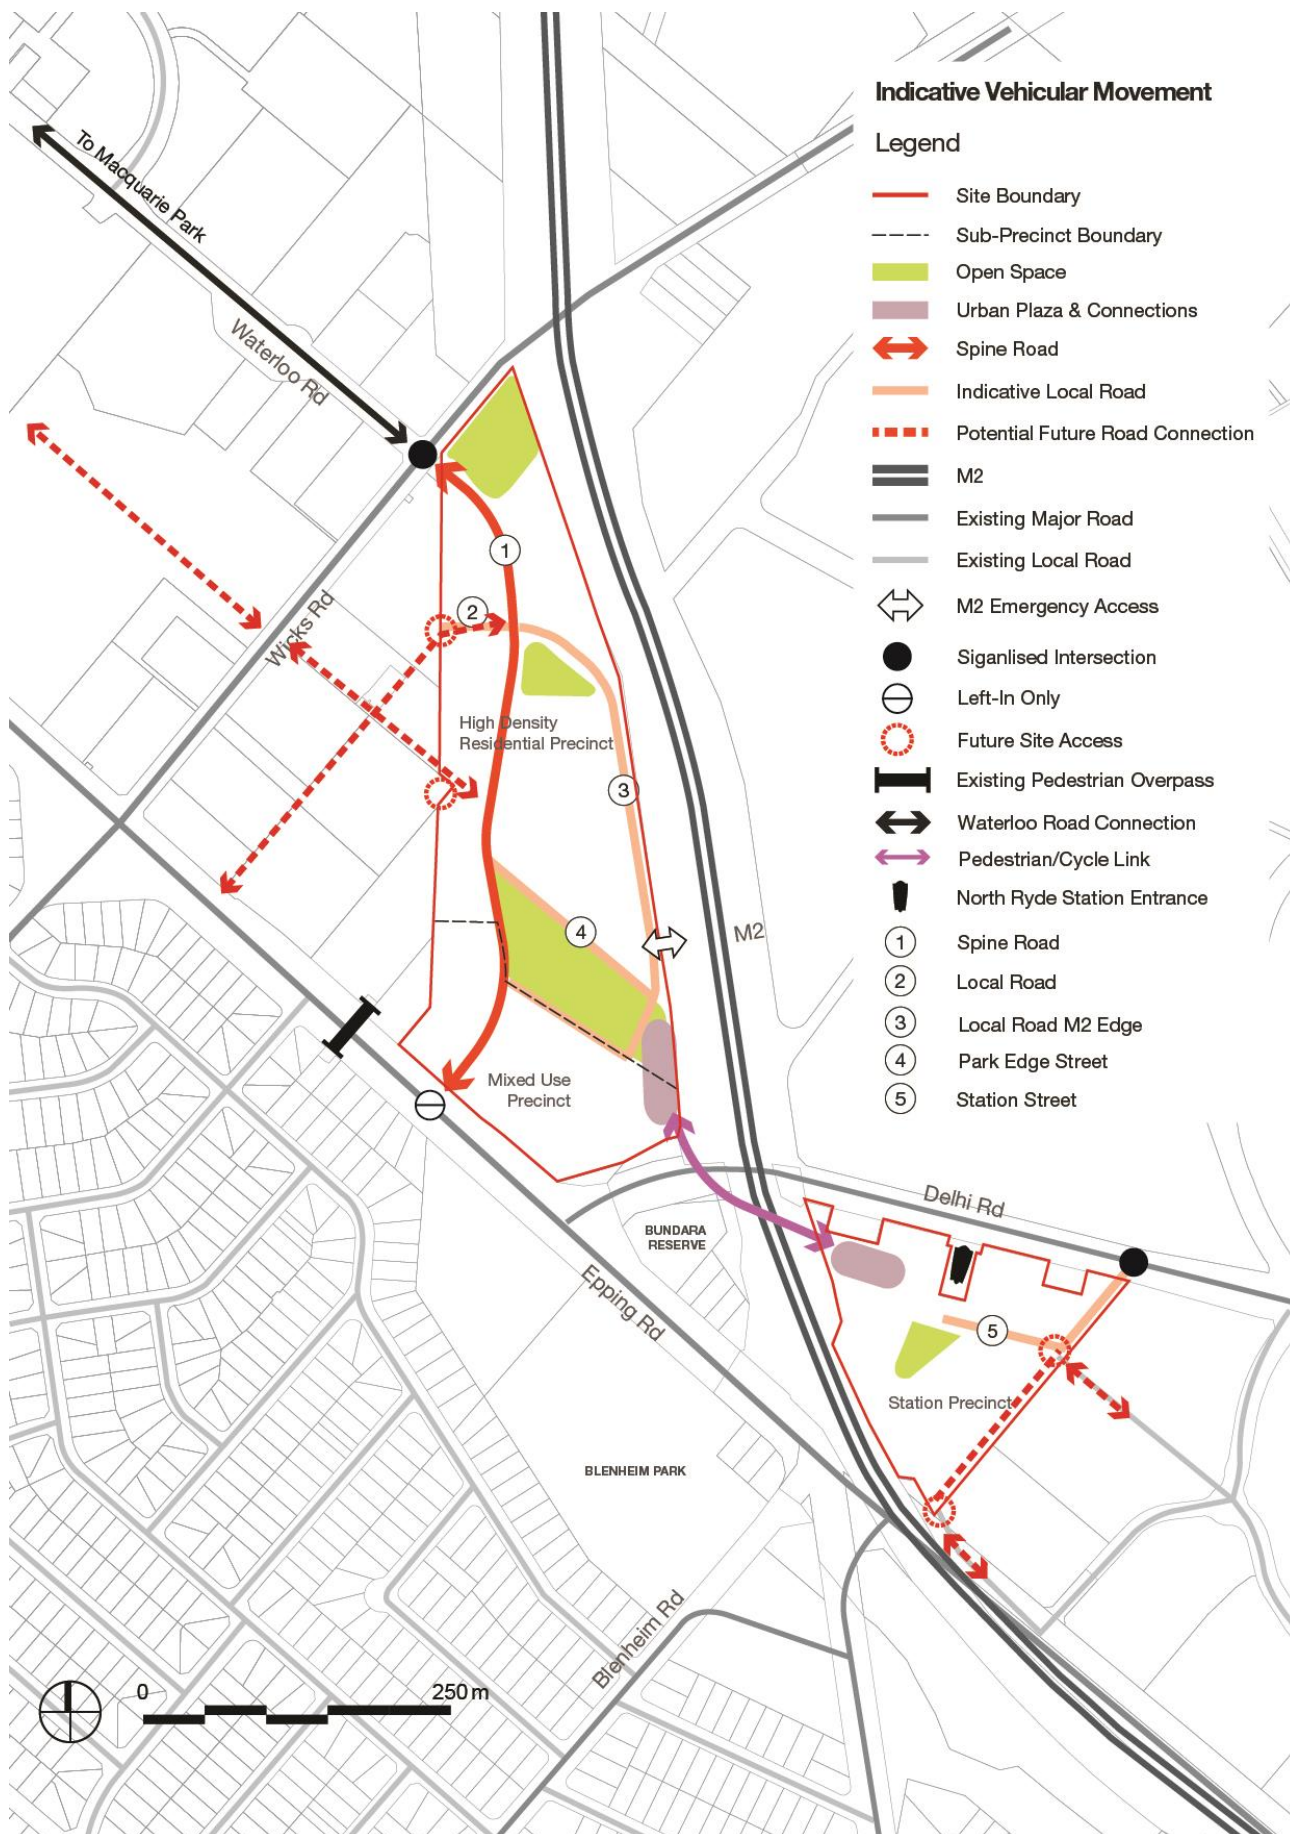 Indicative Vehicular Movement
Legend
Site Boundary
Sub-Precinct Boundary
Open Space
Urban Plaza & Connections
Spine Road
Indicative Local Road
Potential Future Road Connection
M2
Existing Major Road
Existing Local Road
M2 Emergency Access
Siganlised Intersection
Left-In Only
Future Site Access
Existing Pedestrian Overpass
Waterloo Road Connection
Pedestrian/Cycle Link
North Ryde Station Entrance
1 Spine Road
2 Local Road
3 Local Road M2 Edge
4 Park Edge Street
5 Station Street
To Macquarie Park
Waterloo Rd
Wicks Rd
1
2
High Density
Residential Precinct
3
4
M2
Mixed Use
Precinct
Delhi Rd
BUNDARA
RESERVE
Epping Rd
5
Station Precinct
BLENHEIM PARK
Blenheim Rd
0
250 m